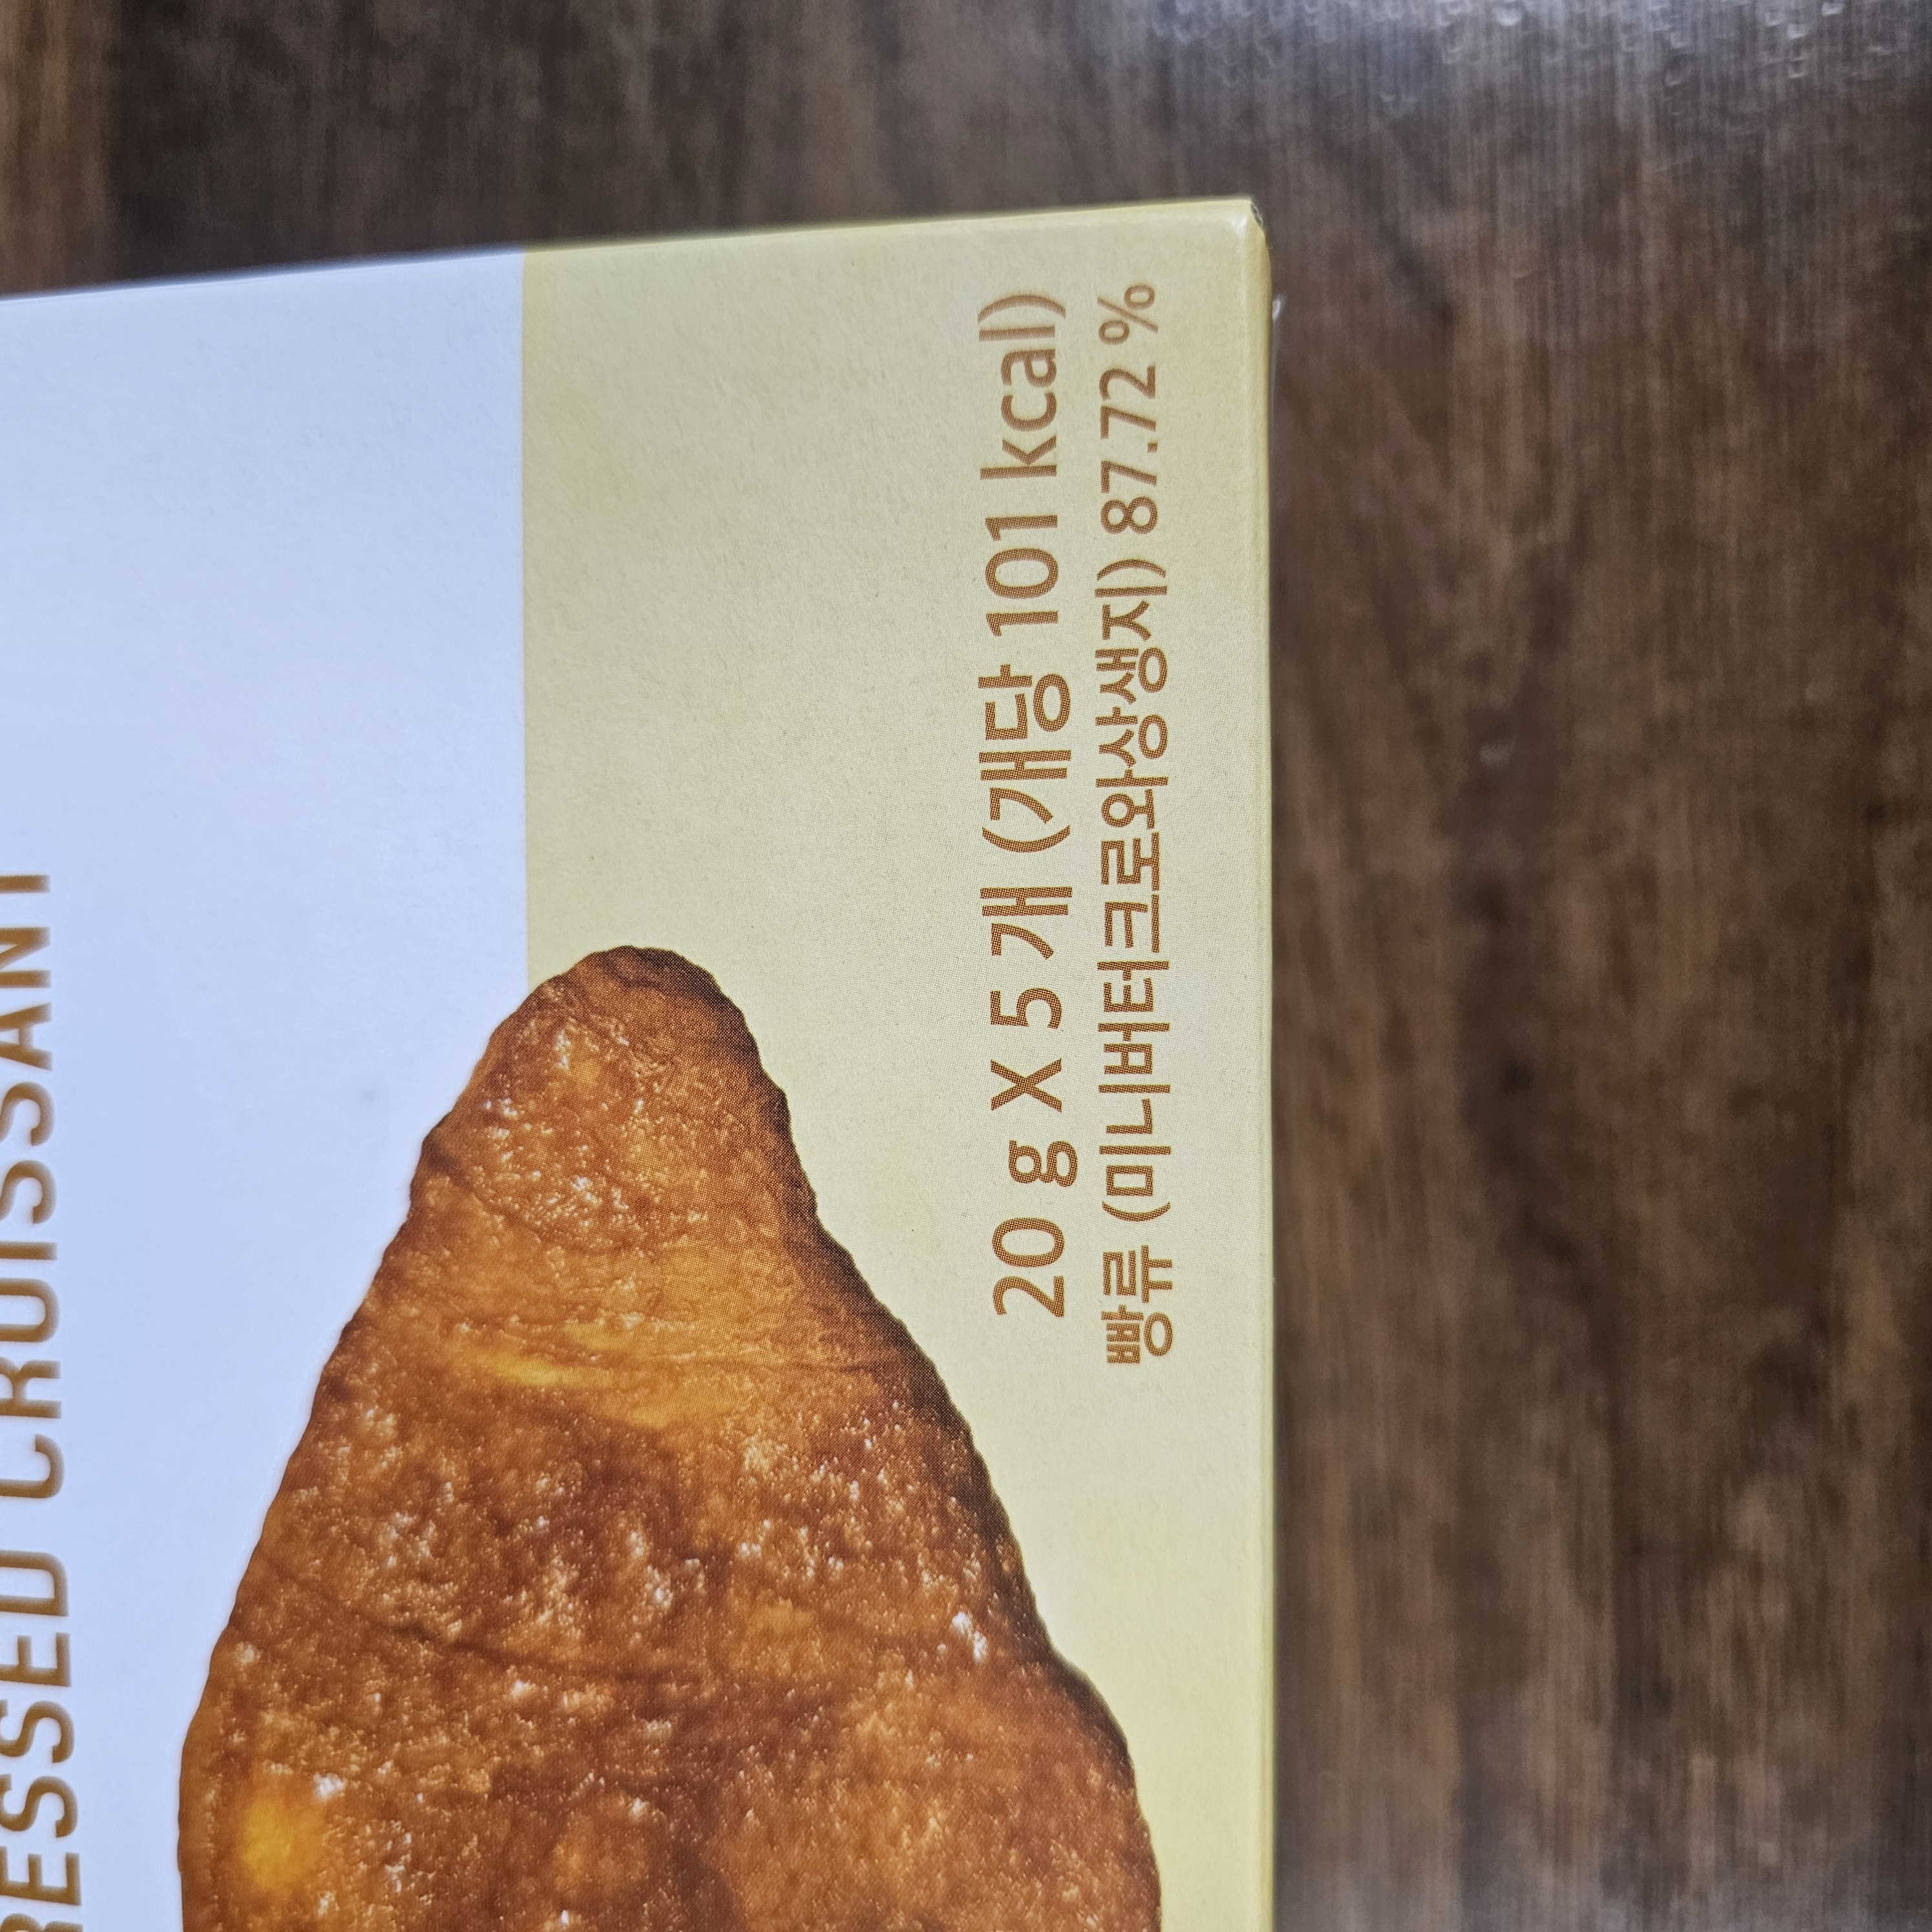 RESSED CROISSANT
20 g X 5 개 (개당 101 kcal)
빵류 (미니버터크로와상생지) 87.72 %